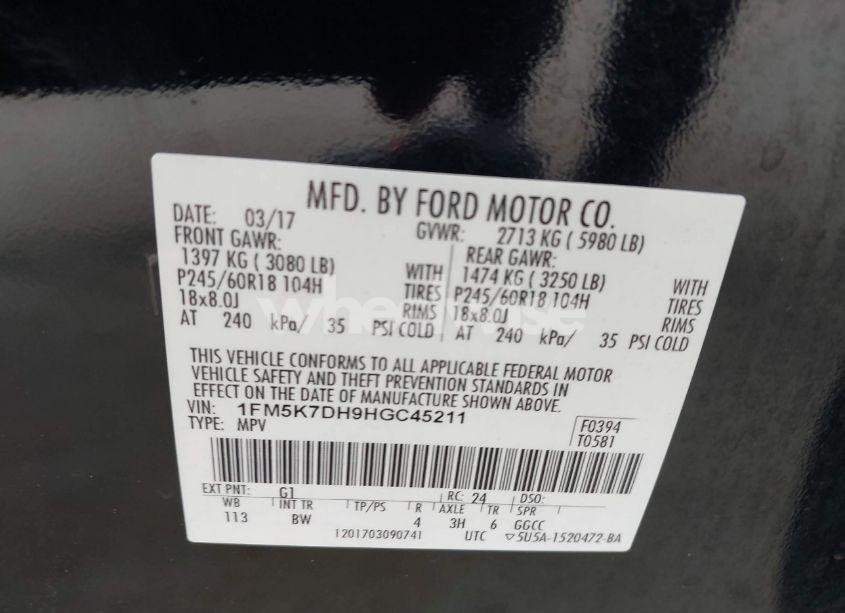 MFD. BY FORD MOTOR CO.
DATE: 03/17 GVWR: 2713 KG ( 5980 LB)
FRONT GAWR: REAR GAWR:
1397 KG ( 3080 LB) WITH 1474 KG ( 3250 LB) WITH
P245/60R18 104H TIRES P245/60R18 104H TIRES
18x8.0J RIMS 18x8.0J RIMS
AT 240 kPa/ 35 PSI COLD AT 240 kPa/ 35 PSI COLD
THIS VEHICLE CONFORMS TO ALL APPLICABLE FEDERAL MOTOR
VEHICLE SAFETY AND THEFT PREVENTION STANDARDS IN
EFFECT ON THE DATE OF MANUFACTURE SHOWN ABOVE.
VIN: 1FM5K7DH9HGC45211 F0394
TYPE: MPV T0581
EXT PNT: G1 RC: 24 DSO:
WB INT TR TP/PS R AXLE TR SPR
113 BW 4 3H 6 GGCC
1201703090741 UTC ▽5U5A-1520472-BA